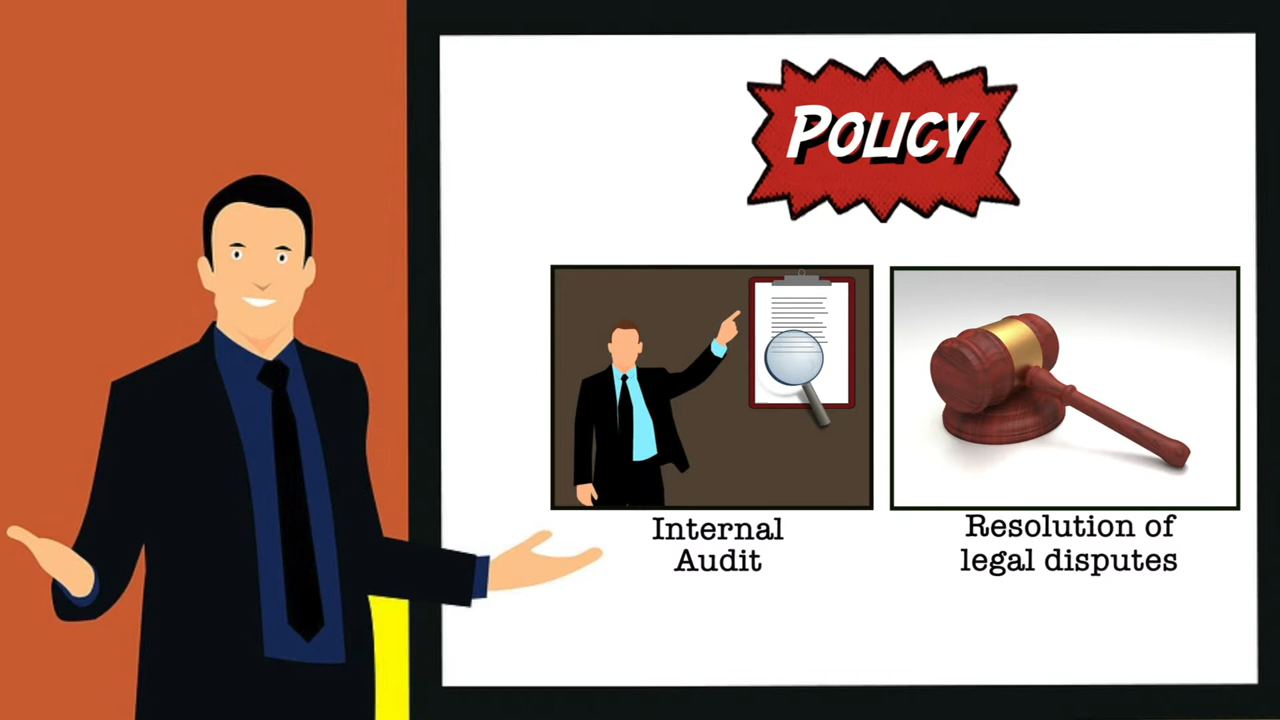 POLICY
Internal
Audit
Resolution of
legal disputes